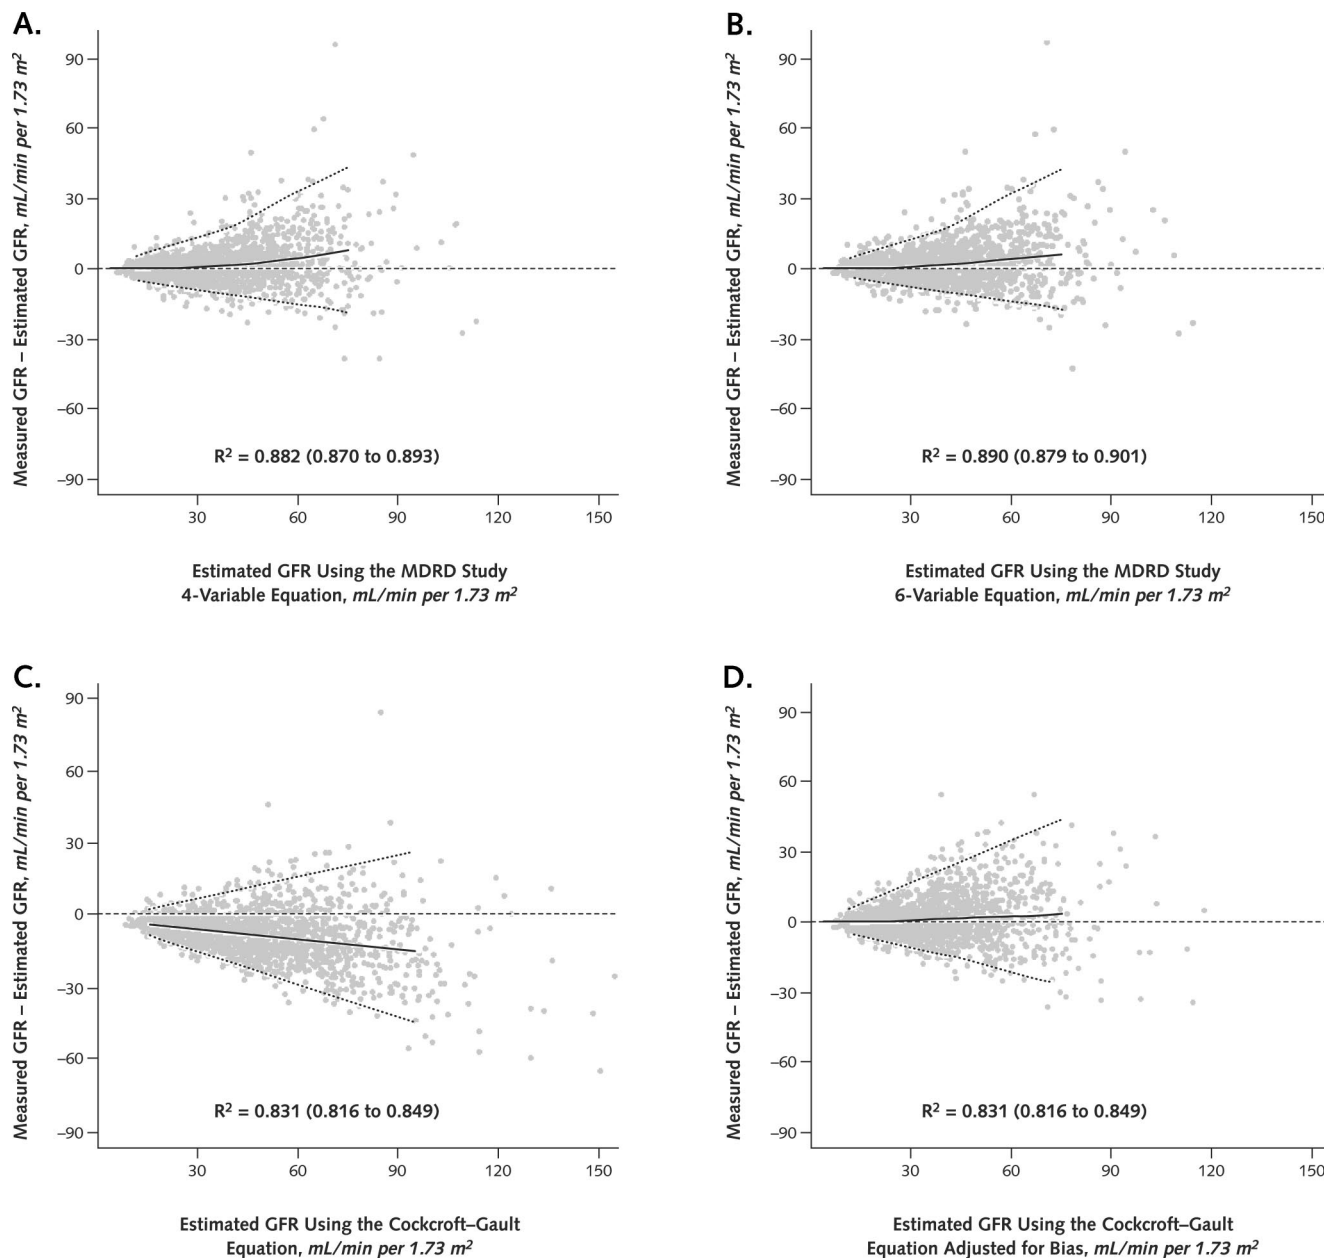 A.
Measured GFR – Estimated GFR, mL/min per 1.73 m²
90
60
30
0
–30
–60
–90
R² = 0.882 (0.870 to 0.893)
30 60 90 120 150
Estimated GFR Using the MDRD Study
4-Variable Equation, mL/min per 1.73 m²
B.
Measured GFR – Estimated GFR, mL/min per 1.73 m²
90
60
30
0
–30
–60
–90
R² = 0.890 (0.879 to 0.901)
30 60 90 120 150
Estimated GFR Using the MDRD Study
6-Variable Equation, mL/min per 1.73 m²
C.
Measured GFR – Estimated GFR, mL/min per 1.73 m²
90
60
30
0
–30
–60
–90
R² = 0.831 (0.816 to 0.849)
30 60 90 120 150
Estimated GFR Using the Cockcroft–Gault
Equation, mL/min per 1.73 m²
D.
Measured GFR – Estimated GFR, mL/min per 1.73 m²
90
60
30
0
–30
–60
–90
R² = 0.831 (0.816 to 0.849)
30 60 90 120 150
Estimated GFR Using the Cockcroft–Gault
Equation Adjusted for Bias, mL/min per 1.73 m²